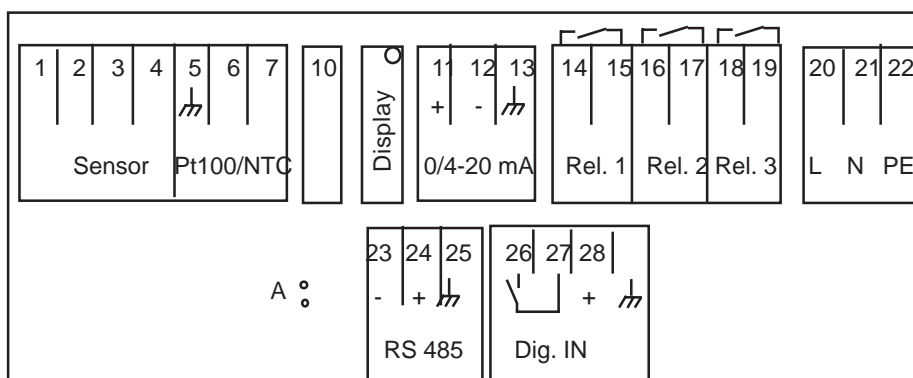 1 2 3 4 5 6 7 10 11 12 13 14 15 16 17 18 19 20 21 22
+ -
Sensor Pt100/NTC Display 0/4-20 mA Rel. 1 Rel. 2 Rel. 3 L N PE
23 24 25 26 27 28
A - + +
RS 485 Dig. IN